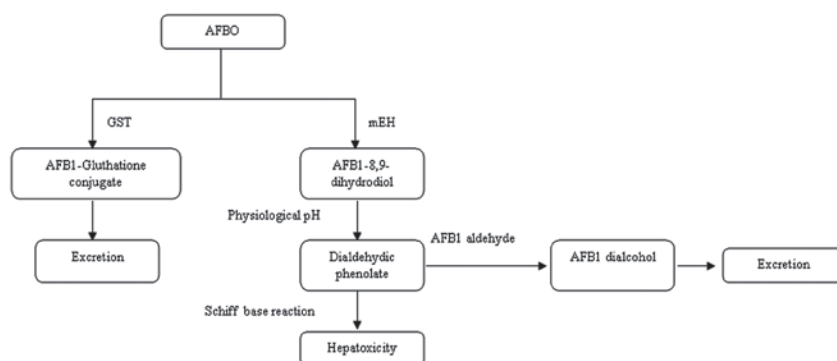 AFBO
GST
mEH
AFB1-Gluthatione
conjugate
AFB1-8,9-
dihydrodiol
Physiological pH
AFB1 aldehyde
Excretion
Dialdehydic
phenolate
AFB1 dialcohol
Excretion
Schiff base reaction
Hepatoxicity